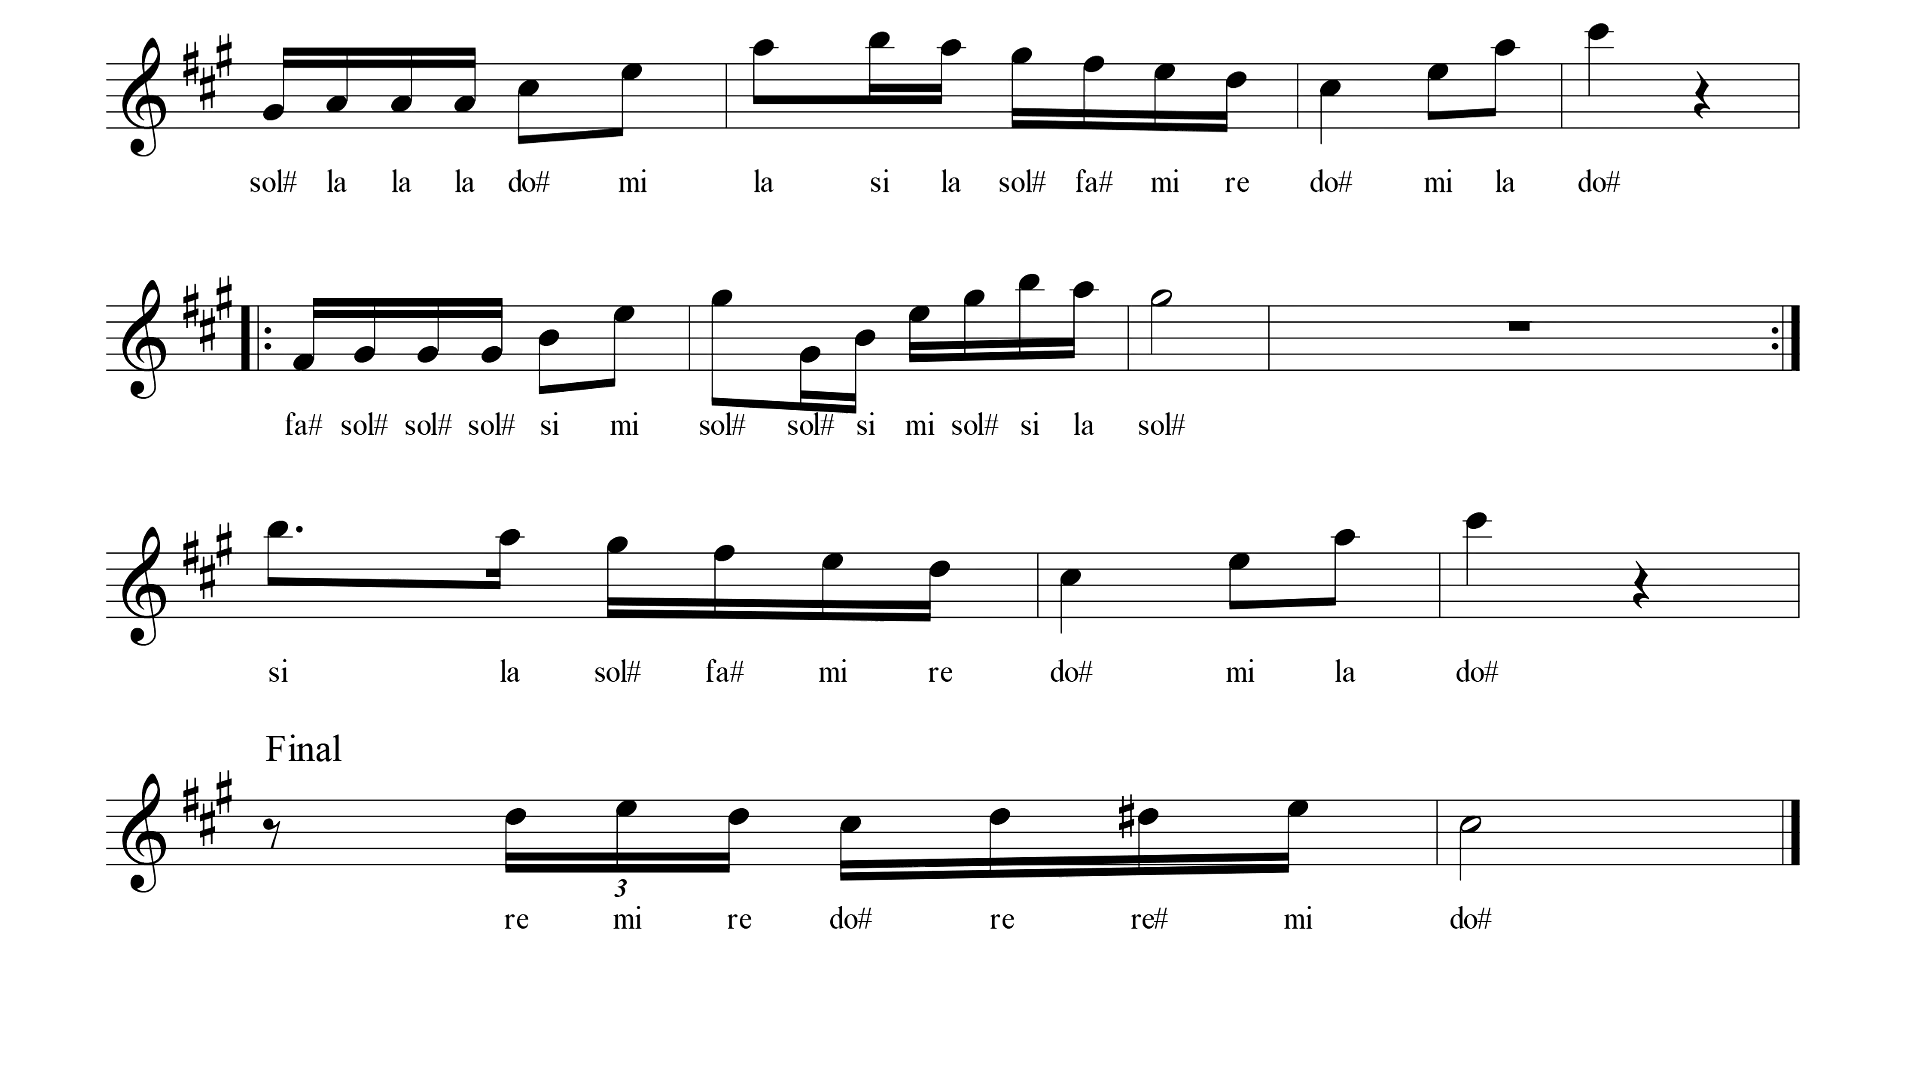 sol# la la la do# mi la si la sol# fa# mi re do# mi la do#
fa# sol# sol# sol# si mi sol# sol# si mi sol# si la sol#
si la sol# fa# mi re do# mi la do#
Final
3
re mi re do# re re# mi do#